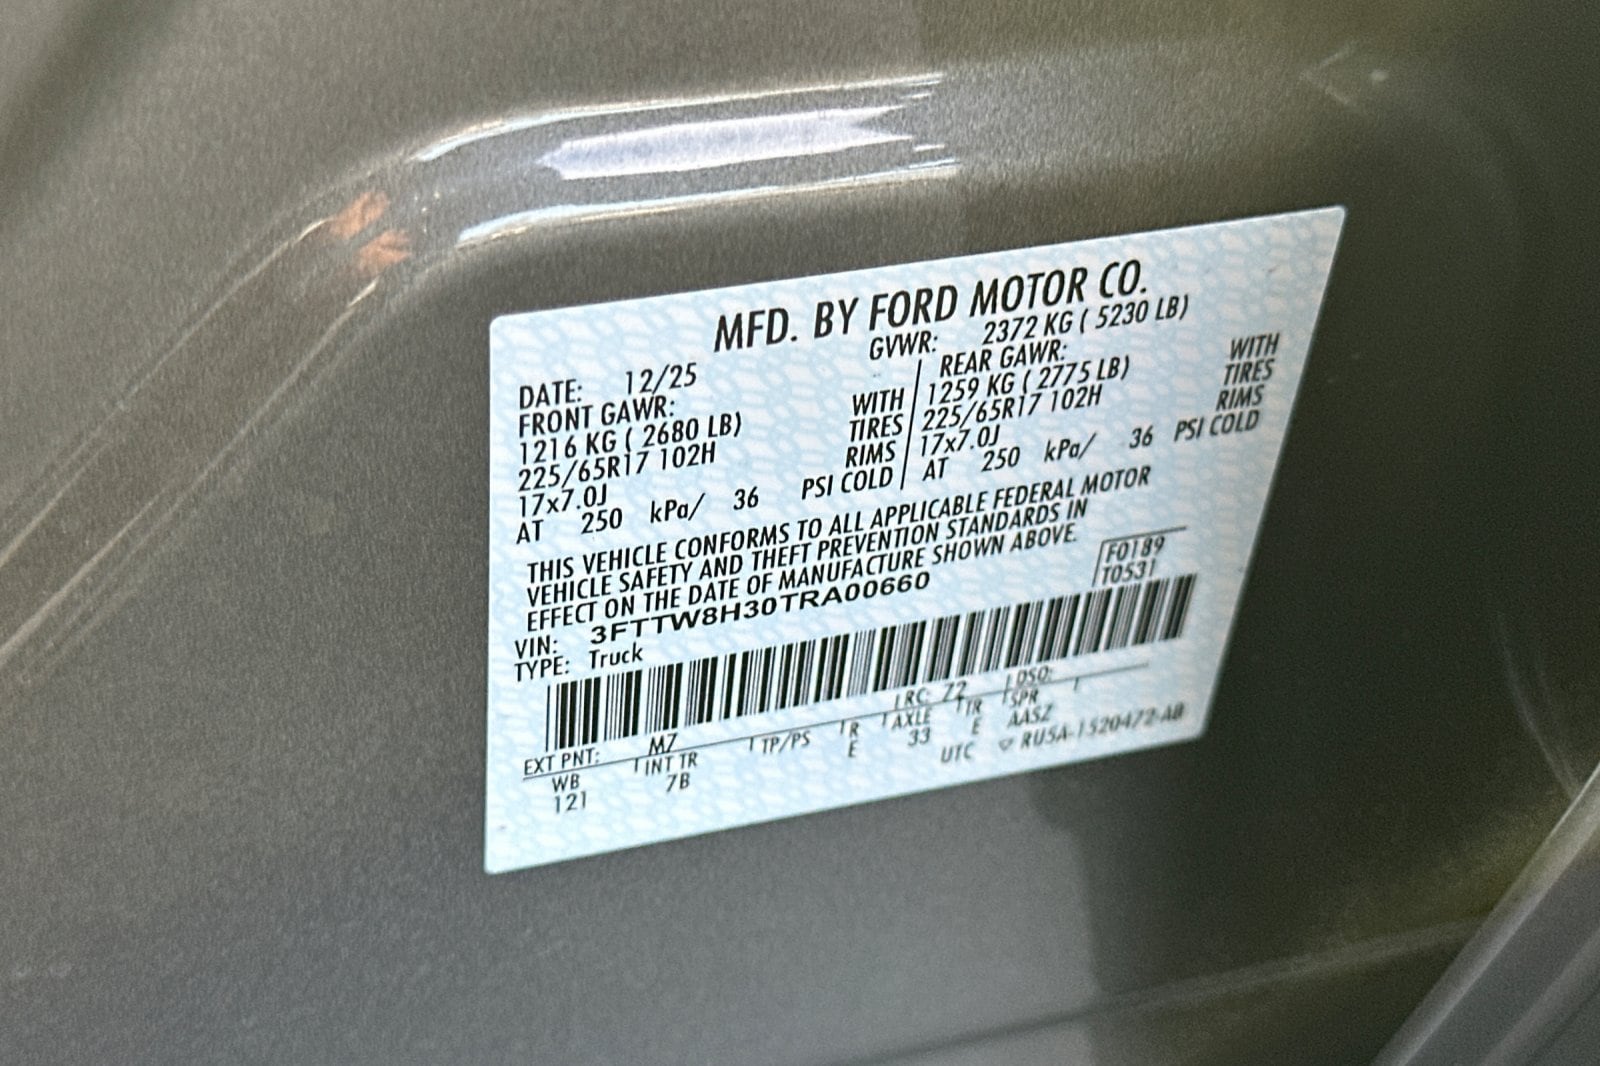 MFD. BY FORD MOTOR CO.
DATE: 12/25 GVWR: 2372 KG ( 5230 LB)
FRONT GAWR: REAR GAWR:
1216 KG ( 2680 LB) WITH 1259 KG ( 2775 LB) WITH
225/65R17 102H TIRES 225/65R17 102H TIRES
17x7.0J RIMS 17x7.0J RIMS
AT 250 kPa/ 36 PSI COLD AT 250 kPa/ 36 PSI COLD
THIS VEHICLE CONFORMS TO ALL APPLICABLE FEDERAL MOTOR
VEHICLE SAFETY AND THEFT PREVENTION STANDARDS IN
EFFECT ON THE DATE OF MANUFACTURE SHOWN ABOVE.
VIN: 3FTTW8H30TRA00660 F0189
TYPE: Truck T0531
EXT PNT: M7 RC: 72 DSO:
WB INT TR TP/PS R AXLE TR SPR
121 7B E 33 E AASZ
UTC RU5A-1520472-AB